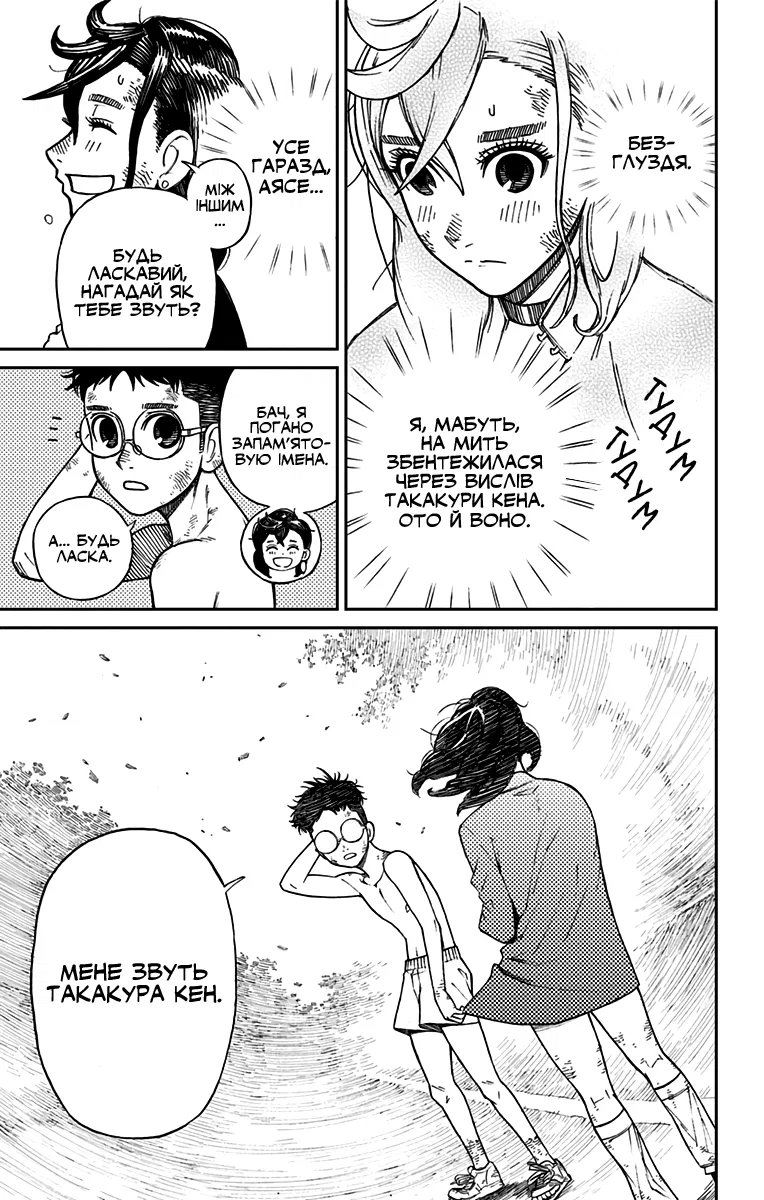 БЕЗ-
ГЛУЗДЯ.
Я, МАБУТЬ,
НА МИТЬ
ЗБЕНТЕЖИЛАСЯ
ЧЕРЕЗ ВИСЛІВ
ТАКАКУРИ КЕНА.
ОТО Й ВОНО.
ТУДУМ
ТУДУМ
УСЕ
ГАРАЗД,
АЯСЕ...
МІЖ
ІНШИМ
...
БУДЬ
ЛАСКАВИЙ,
НАГАДАЙ ЯК
ТЕБЕ ЗВУТЬ?
БАЧ, Я
ПОГАНО
ЗАПАМ'ЯТО-
ВУЮ ІМЕНА.
А... БУДЬ
ЛАСКА.
МЕНЕ ЗВУТЬ
ТАКАКУРА КЕН.